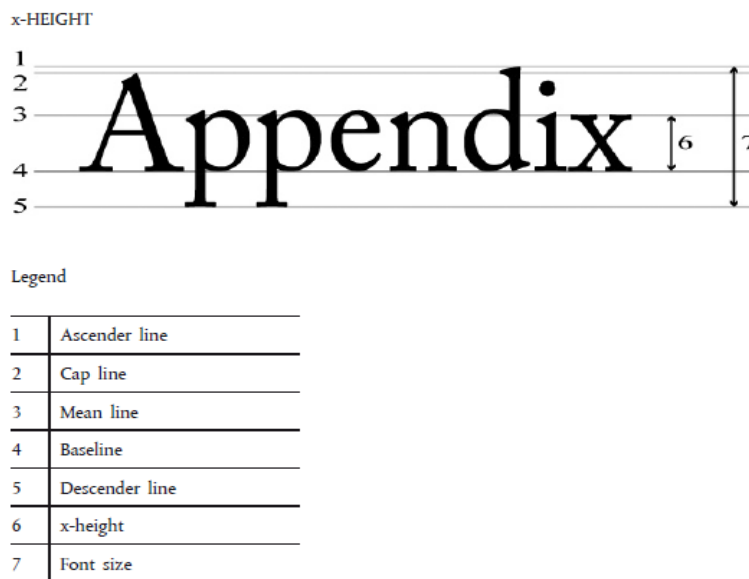 x-HEIGHT
1
2
3
4
5
Appendix
6
7
Legend
1 Ascender line
2 Cap line
3 Mean line
4 Baseline
5 Descender line
6 x-height
7 Font size